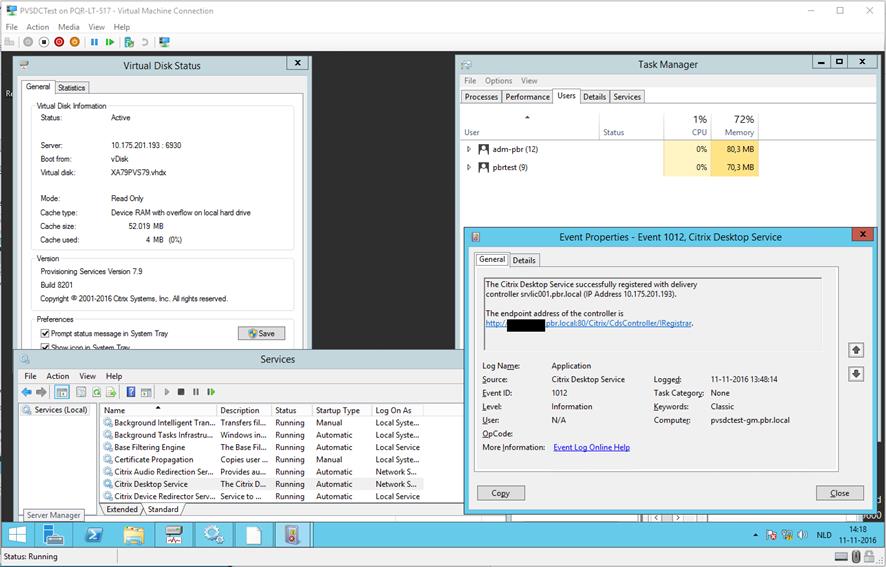 PVSDCTest on PQR-LT-517 - Virtual Machine Connection
File Action Media View Help
Virtual Disk Status
General Statistics
Virtual Disk Information
Status: Active
Server: 10.175.201.193 : 6930
Boot from: vDisk
Virtual disk: XA79PVS79.vhdx
Mode: Read Only
Cache type: Device RAM with overflow on local hard drive
Cache size: 52.019 MB
Cache used: 4 MB (0%)
Version
Provisioning Services Version 7.9
Build 8201
Copyright ® 2001-2016 Citrix Systems, Inc. All rights reserved.
Preferences
Prompt status message in System Tray
Save
Show icon in System Tray
Task Manager
File Options View
Processes Performance Users Details Services
1% 72%
User Status CPU Memory
adm-pbr (12) 0% 80,3 MB
pbrtest (9) 0% 70,3 MB
Event Properties - Event 1012, Citrix Desktop Service
General Details
The Citrix Desktop Service successfully registered with delivery
controller srvlic001.pbr.local (IP Address 10.175.201.193).
The endpoint address of the controller is
http:// pbr.local:80/Citrix/CdsController/IRegistrar.
Log Name: Application
Source: Citrix Desktop Service Logged: 11-11-2016 13:48:14
Event ID: 1012 Task Category: None
Level: Information Keywords: Classic
User: N/A Computer: pvsdctest-gm.pbr.local
OpCode:
More Information: Event Log Online Help
Copy Close
Services
File Action View Help
Services (Local)
Name Description Status Startup Type Log On As
Background Intelligent Tran... Transfers fil... Running Manual Local Syste...
Background Tasks Infrastru... Windows in... Running Automatic Local Syste...
Base Filtering Engine The Base Fil... Running Automatic Local Service
Certificate Propagation Copies user ... Running Manual Local Syste...
Citrix Audio Redirection Ser... Provides au... Running Automatic Network S...
Citrix Desktop Service The Citrix D... Running Automatic Network S...
Citrix Device Redirector Serv... Service to ... Running Automatic Local Service
Extended Standard
Server Manager
NLD
14:18
11-11-2016
Status: Running